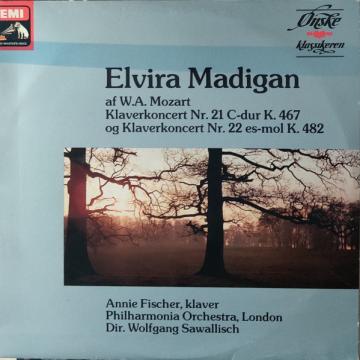 EMI
Ønske
klassikeren
Elvira Madigan
af W.A. Mozart
Klaverkoncert Nr. 21 C-dur K. 467
og Klaverkoncert Nr. 22 es-mol K. 482
Annie Fischer, klaver
Philharmonia Orchestra, London
Dir. Wolfgang Sawallisch